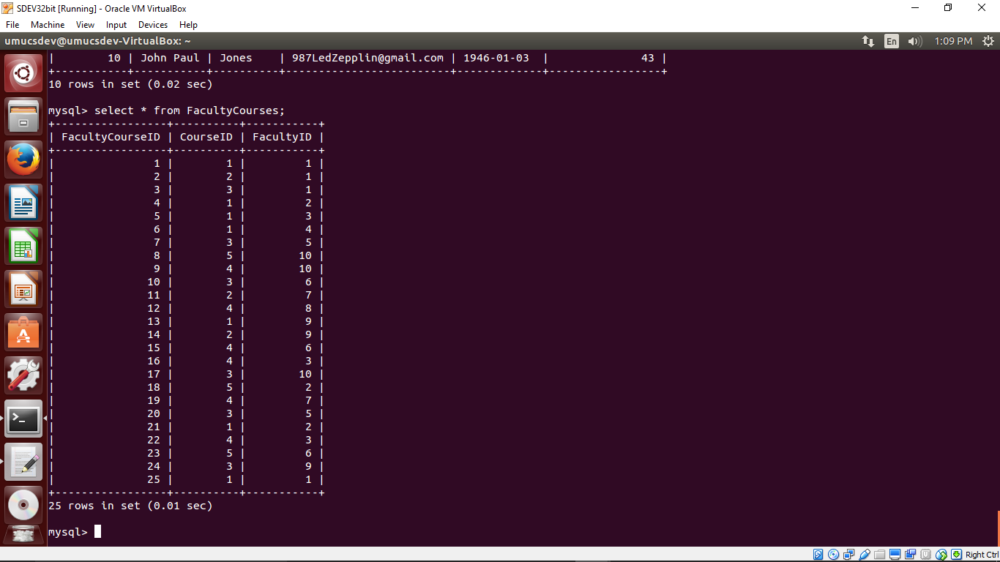 SDEV32bit [Running] - Oracle VM VirtualBox
File Machine View Input Devices Help
umucsdev@umucsdev-VirtualBox: ~ En 1:09 PM
| 10 | John Paul | Jones | 987LedZepplin@gmail.com | 1946-01-03 | 43 |
+-----------+-----------+----------+-------------------------+-------------+-----------------+
10 rows in set (0.02 sec)
mysql> select * from FacultyCourses;
+-----------------+----------+-----------+
| FacultyCourseID | CourseID | FacultyID |
+-----------------+----------+-----------+
| 1 | 1 | 1 |
| 2 | 2 | 1 |
| 3 | 3 | 1 |
| 4 | 1 | 2 |
| 5 | 1 | 3 |
| 6 | 1 | 4 |
| 7 | 3 | 5 |
| 8 | 5 | 10 |
| 9 | 4 | 10 |
| 10 | 3 | 6 |
| 11 | 2 | 7 |
| 12 | 4 | 8 |
| 13 | 1 | 9 |
| 14 | 2 | 9 |
| 15 | 4 | 6 |
| 16 | 4 | 3 |
| 17 | 3 | 10 |
| 18 | 5 | 2 |
| 19 | 4 | 7 |
| 20 | 3 | 5 |
| 21 | 1 | 2 |
| 22 | 4 | 3 |
| 23 | 5 | 6 |
| 24 | 3 | 9 |
| 25 | 1 | 1 |
+-----------------+----------+-----------+
25 rows in set (0.01 sec)
mysql>
Right Ctrl